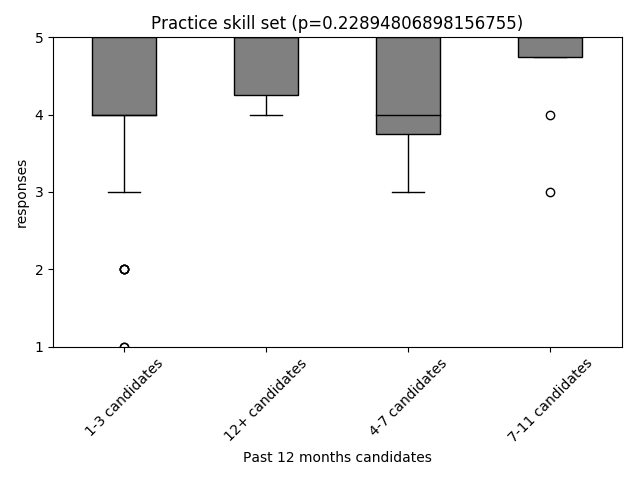 Practice skill set (p=0.22894806898156755)
5
4
3
2
1
responses
1-3 candidates
12+ candidates
4-7 candidates
7-11 candidates
Past 12 months candidates